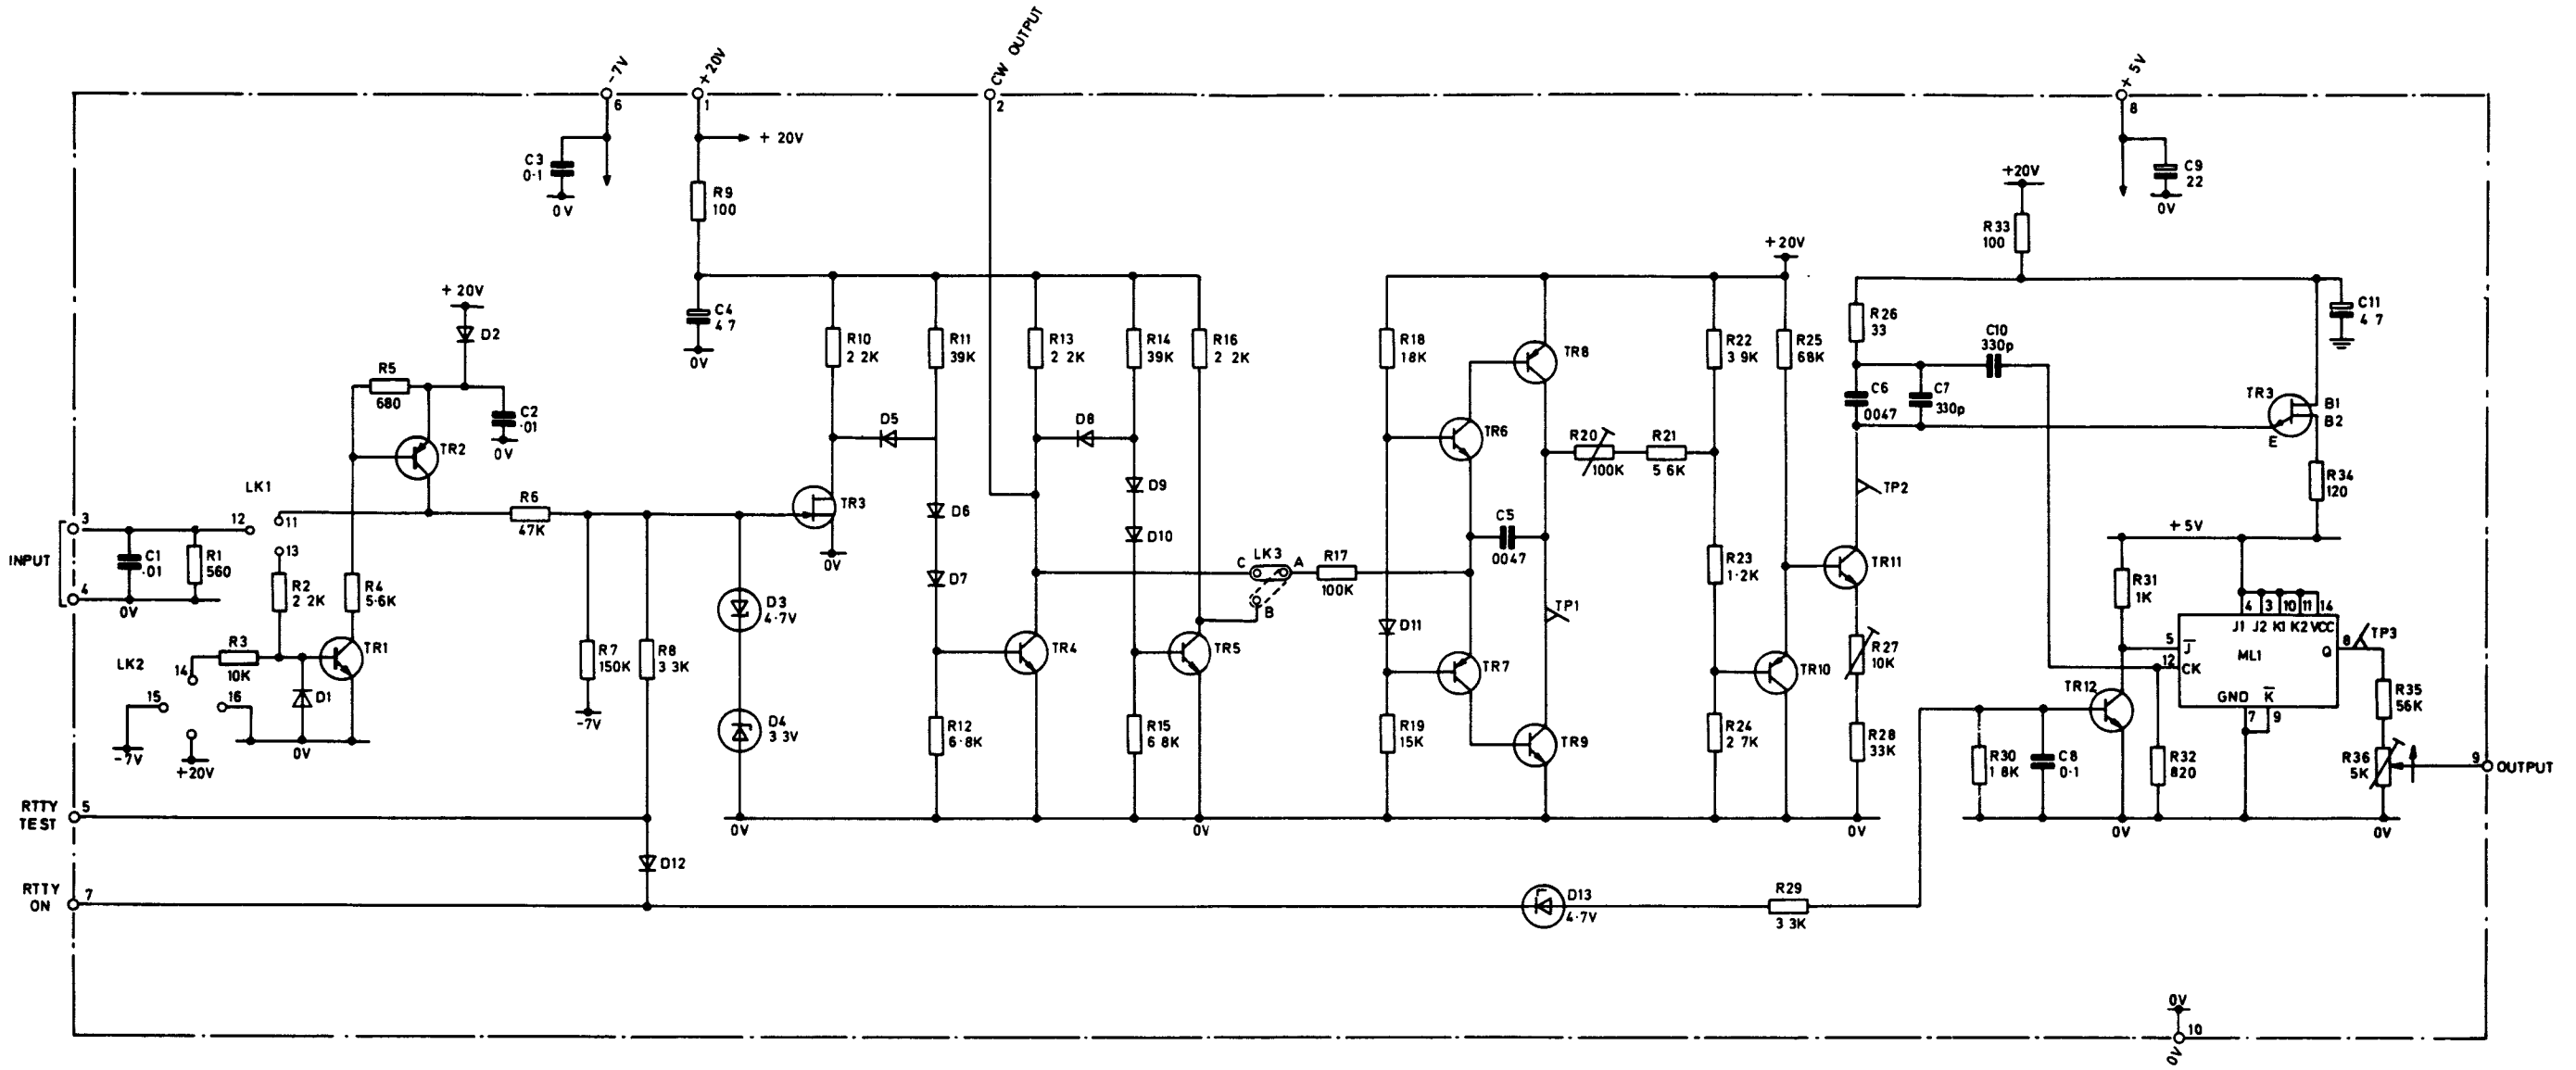 -7V
6
+20V
1
CW OUTPUT
2
+5V
8
+ 20V
C3
0·1
0V
R9
100
C9
22
0V
+20V
R33
100
+20V
+ 20V
D2
C4
4 7
0V
R10
2 2K
R11
39K
R13
2 2K
R14
39K
R16
2 2K
R18
18K
TR8
R22
3 9K
R25
68K
R26
33
C10
330p
C11
4 7
R5
680
C2
·01
0V
TR2
D5
D8
TR6
R20
100K
R21
5 6K
C6
0047
C7
330p
TR3
B1
B2
E
R34
120
LK1
12
11
13
R6
47K
TR3
0V
D6
D7
D9
D10
C5
0047
TP2
TR11
+ 5V
INPUT
3
4
C1
·01
R1
560
0V
R2
2 2K
R4
5·6K
D3
4·7V
LK3
C
A
B
R17
100K
TP1
R23
1·2K
R31
1K
4
3
10
11
14
J1
J2
K1
K2
VCC
5
J
12
CK
ML1
Q
8
TP3
GND
K
7
9
R3
10K
TR1
LK2
14
15
16
D1
0V
-7V
+20V
R7
150K
-7V
R8
3 3K
D4
3 3V
R12
6·8K
TR4
R15
6 8K
TR5
D11
TR7
R19
15K
TR9
TR10
R24
2 7K
R27
10K
R28
33K
TR12
R30
1 8K
C8
0·1
R32
820
R35
56K
R36
5K
9
OUTPUT
RTTY
TEST
5
0V
0V
0V
0V
0V
D12
RTTY
ON
7
D13
4·7V
R29
3 3K
0V
10
0V